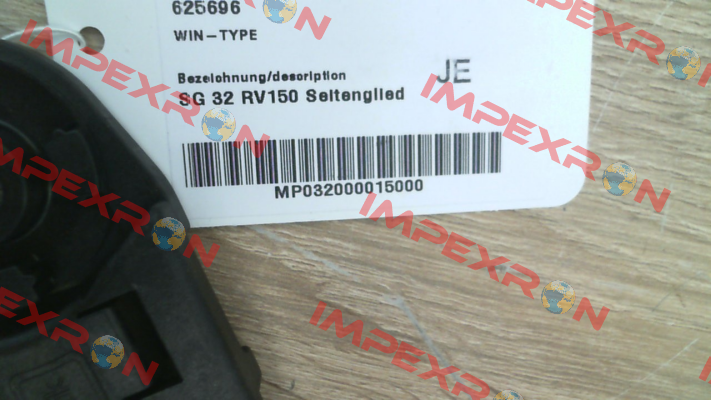 625696
WIN-TYPE
Bezeichnung/description
JE
SG 32 RV150 Seitenglied
MP032000015000
IMPEXRON
IMPEXRON
IMPEXRON
IMPEXRON
IMPEXRON
IMPEXRON
IMPEXRON